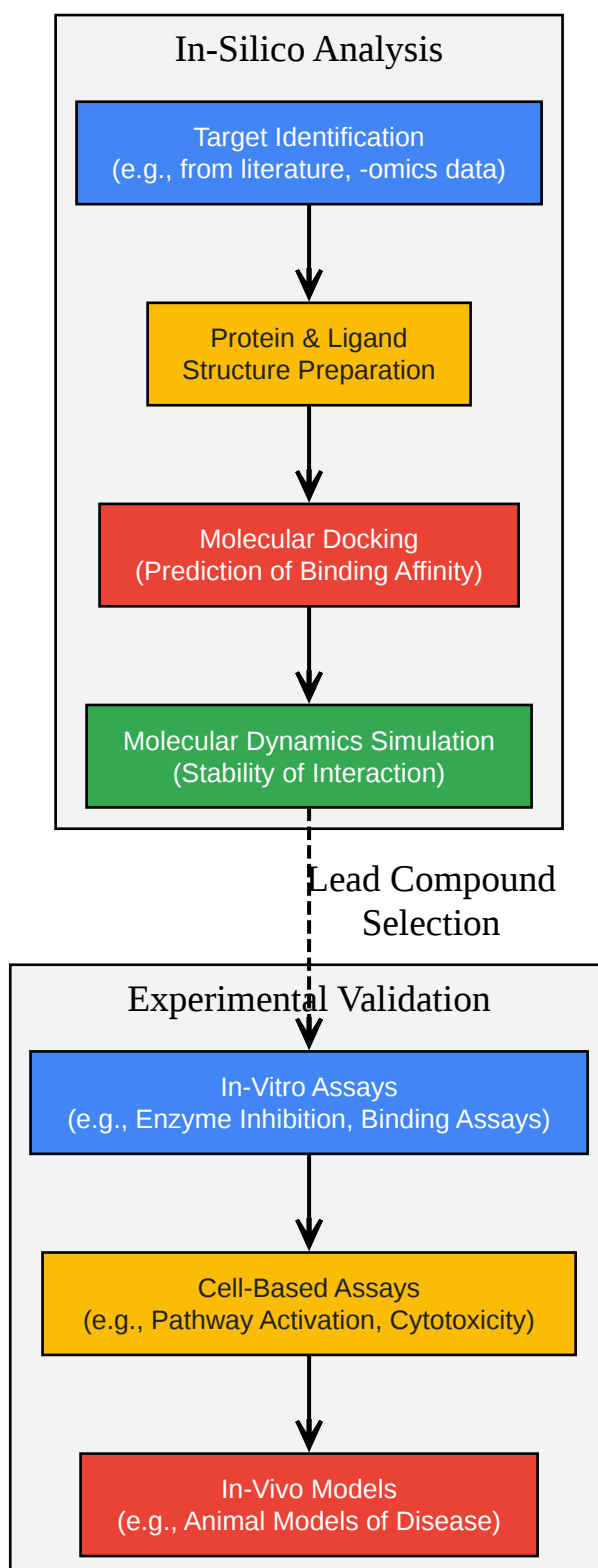 In-Silico Analysis
Target Identification
(e.g., from literature, -omics data)
Protein & Ligand
Structure Preparation
Molecular Docking
(Prediction of Binding Affinity)
Molecular Dynamics Simulation
(Stability of Interaction)
Lead Compound
Selection
Experimental Validation
In-Vitro Assays
(e.g., Enzyme Inhibition, Binding Assays)
Cell-Based Assays
(e.g., Pathway Activation, Cytotoxicity)
In-Vivo Models
(e.g., Animal Models of Disease)